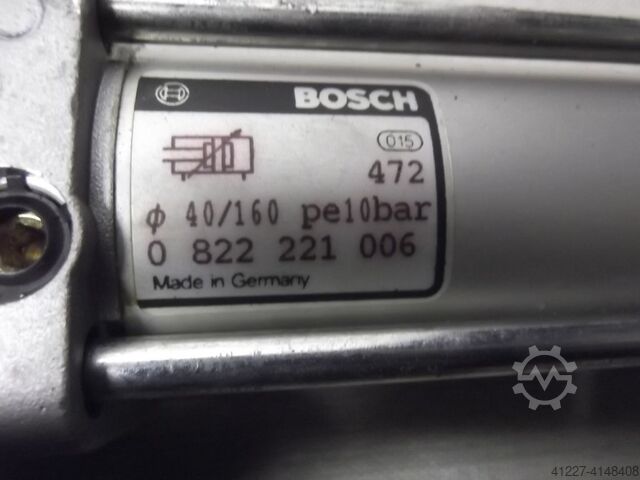 BOSCH
015
472
φ 40/160 pe10bar
0 822 221 006
Made in Germany
41227-4148408